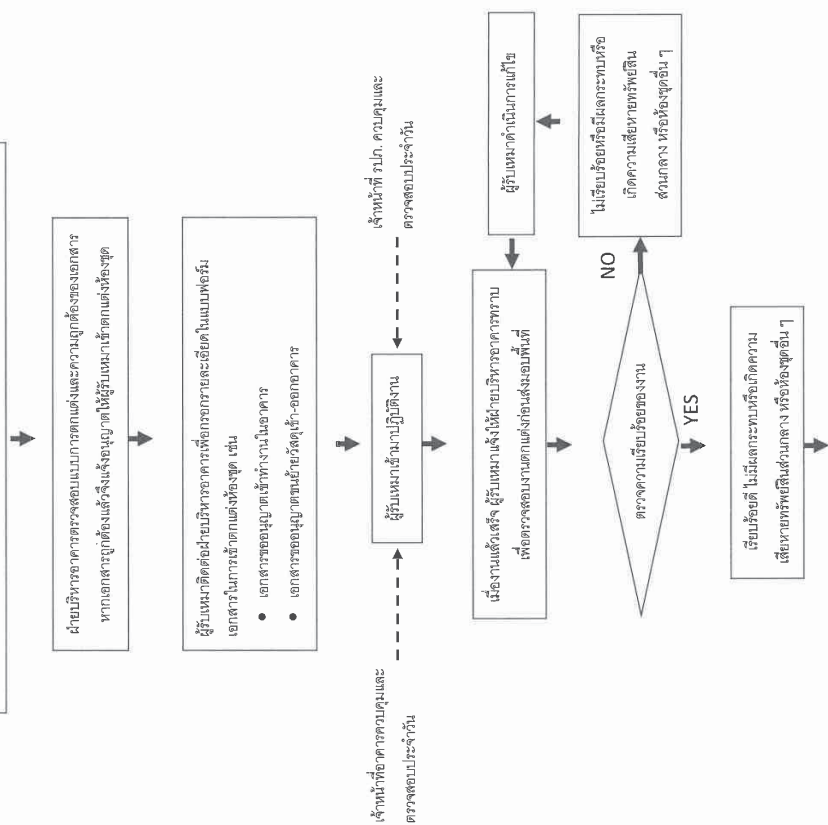 ฝ่ายบริหารอาคารตรวจสอบแบบการตกแต่งและความถูกต้องของเอกสาร
หากเอกสารถูกต้องแล้วจึงแจ้งอนุญาตให้ผู้รับเหมาเข้าตกแต่งห้องชุด
ผู้รับเหมาติดต่อฝ่ายบริหารอาคารเพื่อกรอกรายละเอียดในแบบฟอร์ม
เอกสารในการเข้าตกแต่งห้องชุด เช่น
● เอกสารขออนุญาตเข้าทำงานในอาคาร
● เอกสารขออนุญาตขนย้ายวัสดุเข้า-ออกอาคาร
เจ้าหน้าที่อาคารควบคุมและ
ตรวจสอบประจำวัน
ผู้รับเหมาเข้ามาปฏิบัติงาน
เจ้าหน้าที่ รปภ. ควบคุมและ
ตรวจสอบประจำวัน
เมื่องานแล้วเสร็จ ผู้รับเหมาแจ้งให้ฝ่ายบริหารอาคารทราบ
เพื่อตรวจสอบงานตกแต่งก่อนส่งมอบพื้นที่
ผู้รับเหมาดำเนินการแก้ไข
ตรวจความเรียบร้อยของงาน
NO
ไม่เรียบร้อยหรือมีผลกระทบหรือ
เกิดความเสียหายทรัพย์สิน
ส่วนกลาง หรือห้องชุดอื่น ๆ
YES
เรียบร้อยดี ไม่มีผลกระทบหรือเกิดความ
เสียหายทรัพย์สินส่วนกลาง หรือห้องชุดอื่น ๆ